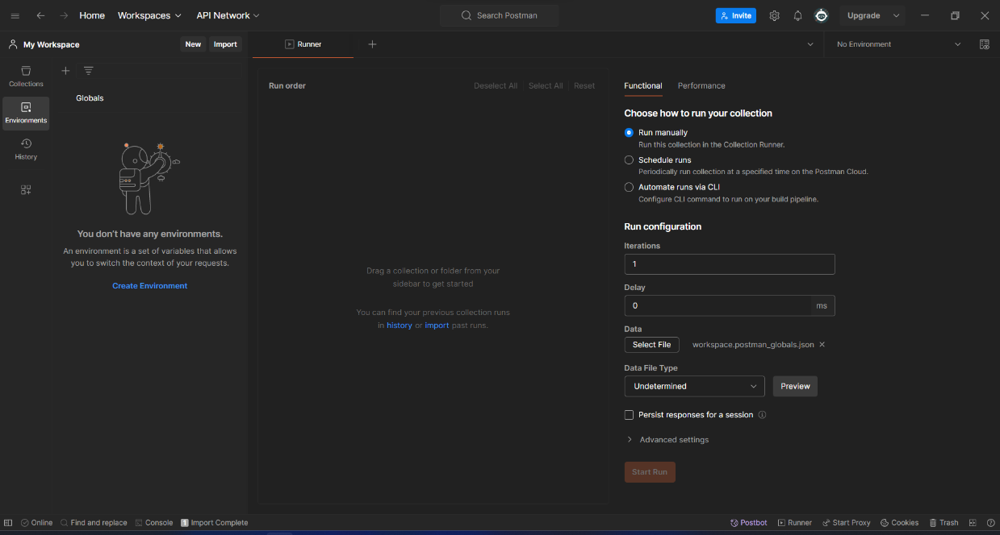 Home Workspaces API Network Search Postman Invite Upgrade
My Workspace New Import Runner No Environment
Collections
Environments
History
Globals
You don't have any environments.
An environment is a set of variables that allows
you to switch the context of your requests.
Create Environment
Run order Deselect All Select All Reset
Drag a collection or folder from your
sidebar to get started
You can find your previous collection runs
in history or import past runs.
Functional Performance
Choose how to run your collection
Run manually
Run this collection in the Collection Runner.
Schedule runs
Periodically run collection at a specified time on the Postman Cloud.
Automate runs via CLI
Configure CLI command to run on your build pipeline.
Run configuration
Iterations
1
Delay
0 ms
Data
Select File workspace.postman_globals.json
Data File Type
Undetermined Preview
Persist responses for a session
Advanced settings
Start Run
Online Find and replace Console 1 Import Complete Postbot Runner Start Proxy Cookies Trash